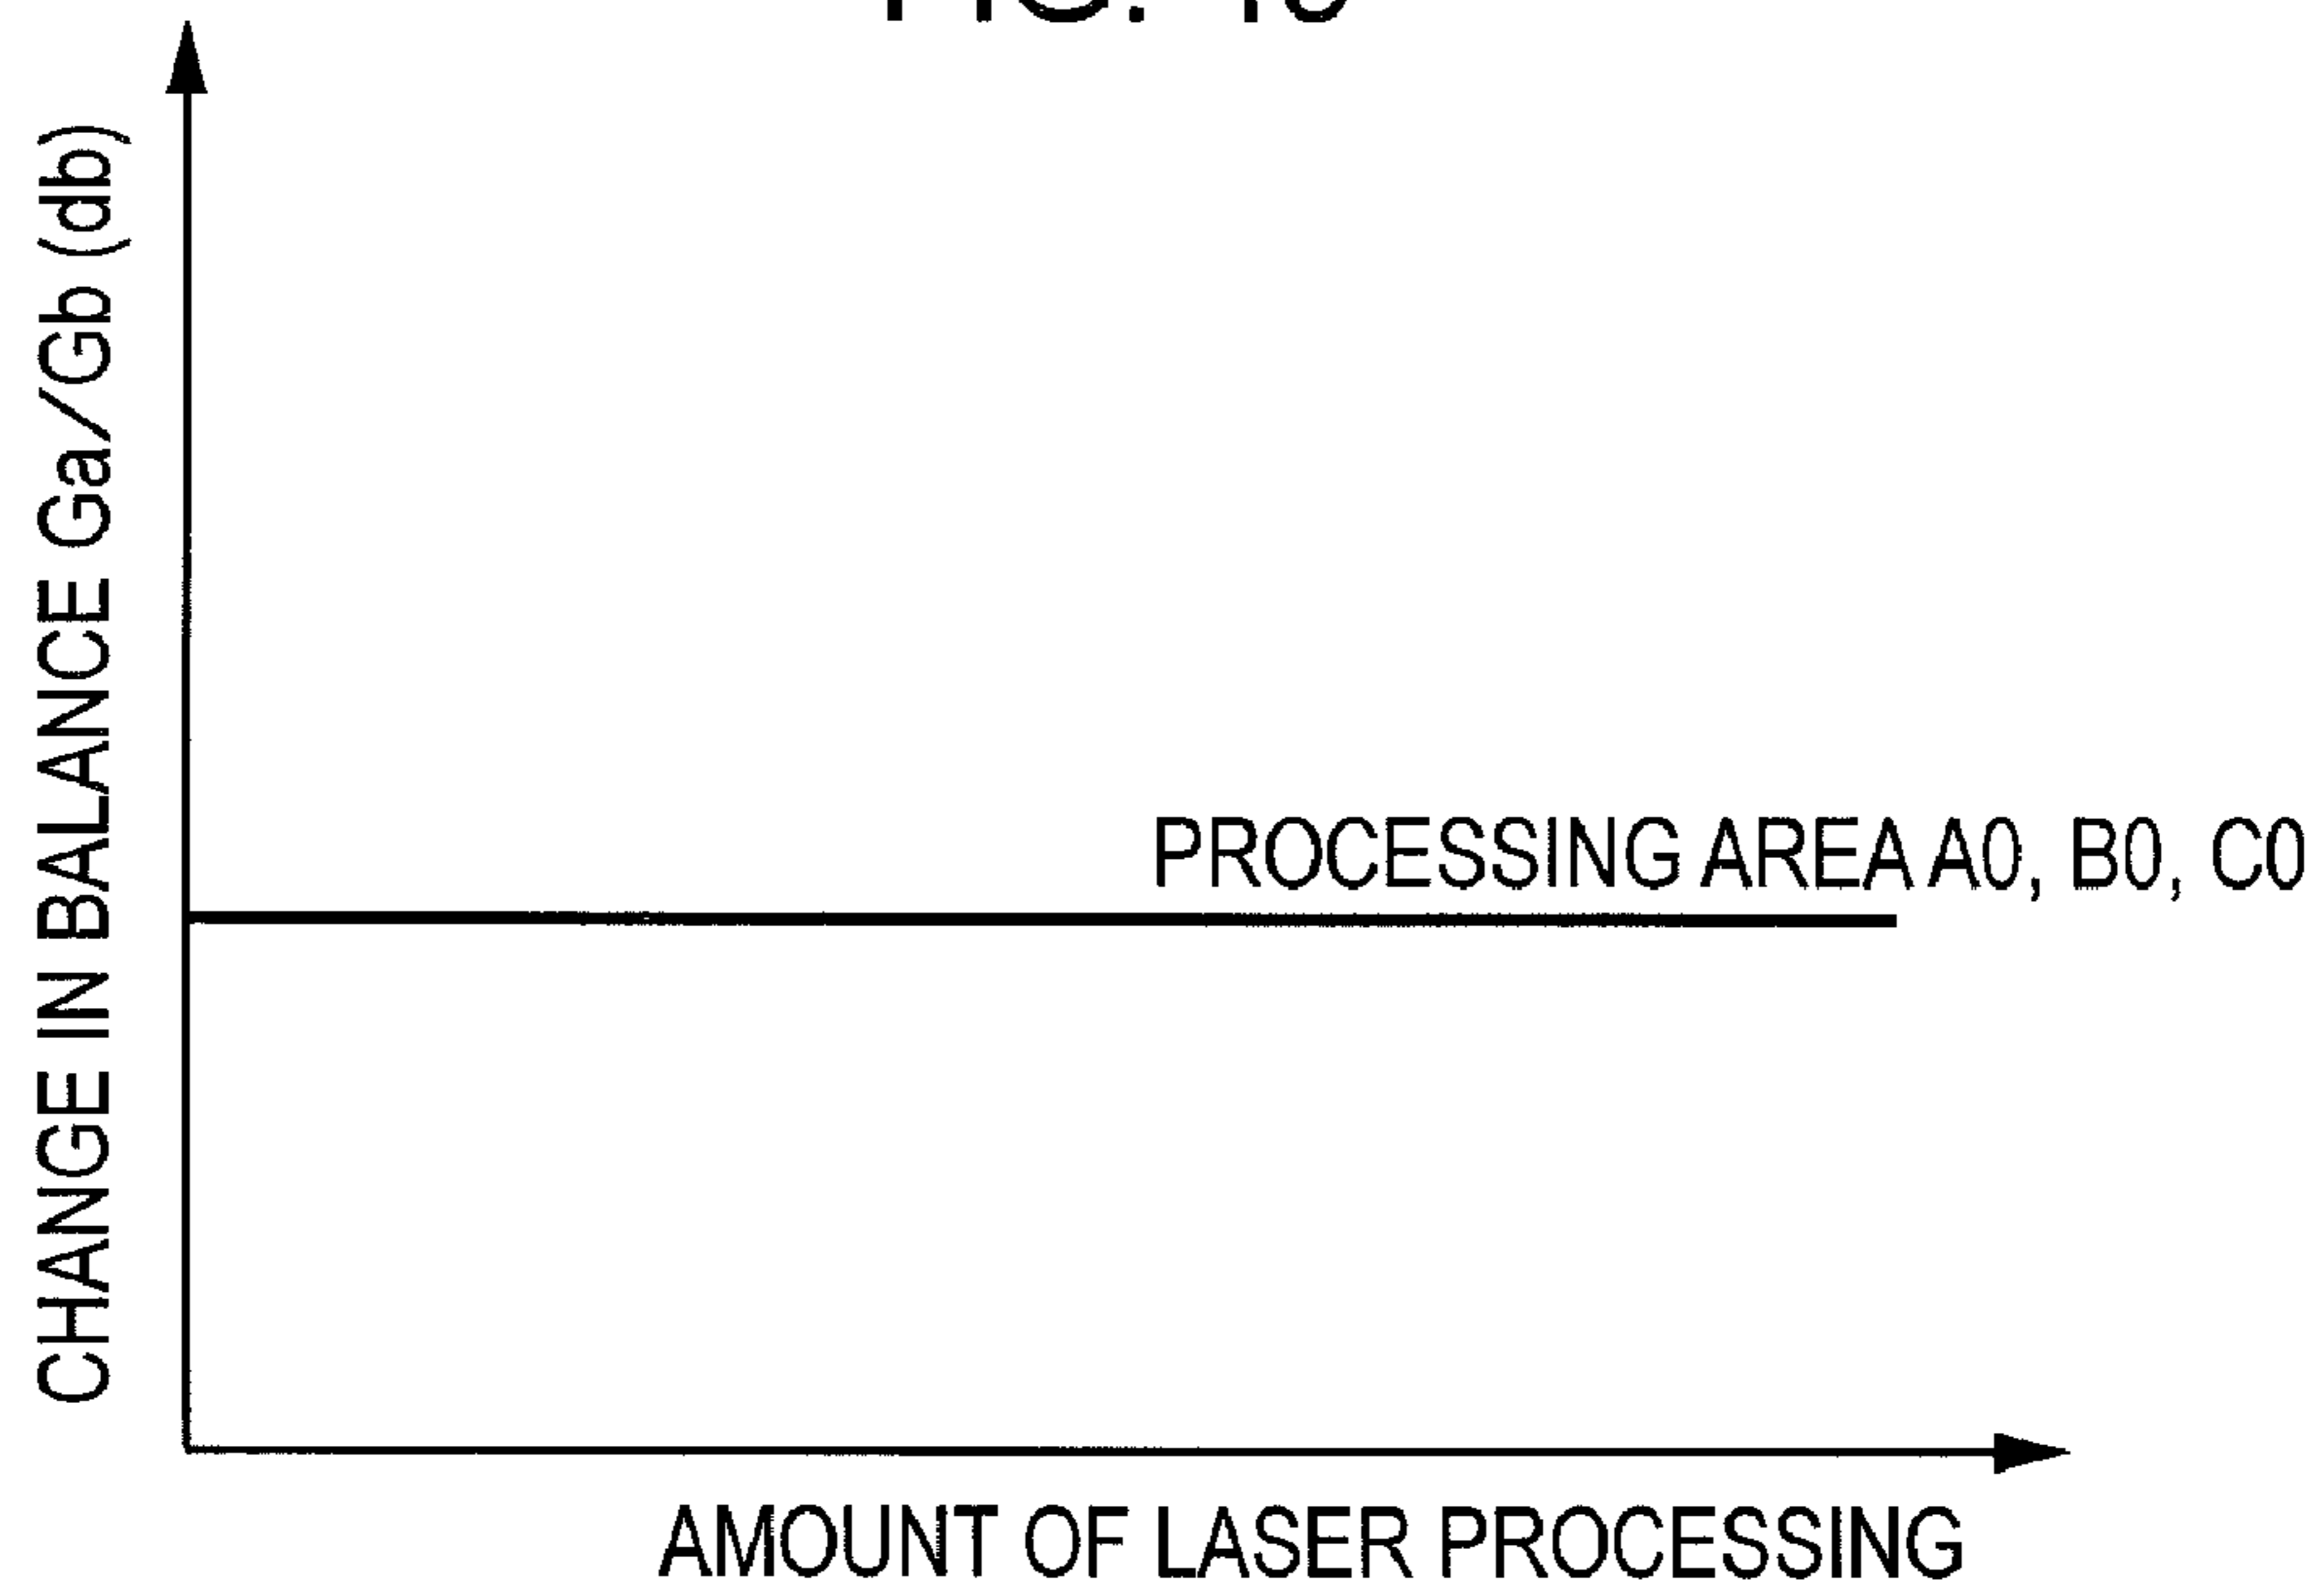 CHANGE IN BALANCE Ga/Gb (db)
PROCESSING AREA A0, B0, C0
AMOUNT OF LASER PROCESSING